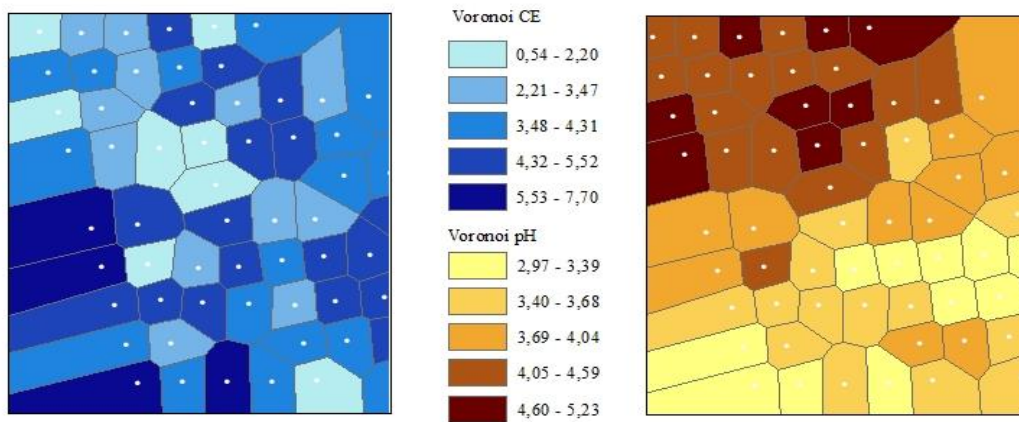 Voronoi CE
0,54 - 2,20
2,21 - 3,47
3,48 - 4,31
4,32 - 5,52
5,53 - 7,70
Voronoi pH
2,97 - 3,39
3,40 - 3,68
3,69 - 4,04
4,05 - 4,59
4,60 - 5,23